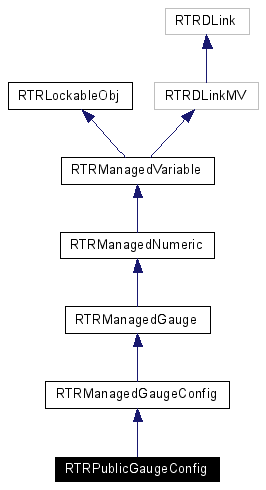 RTRDLink
RTRLockableObj
RTRDLinkMV
RTRManagedVariable
RTRManagedNumeric
RTRManagedGauge
RTRManagedGaugeConfig
RTRPublicGaugeConfig